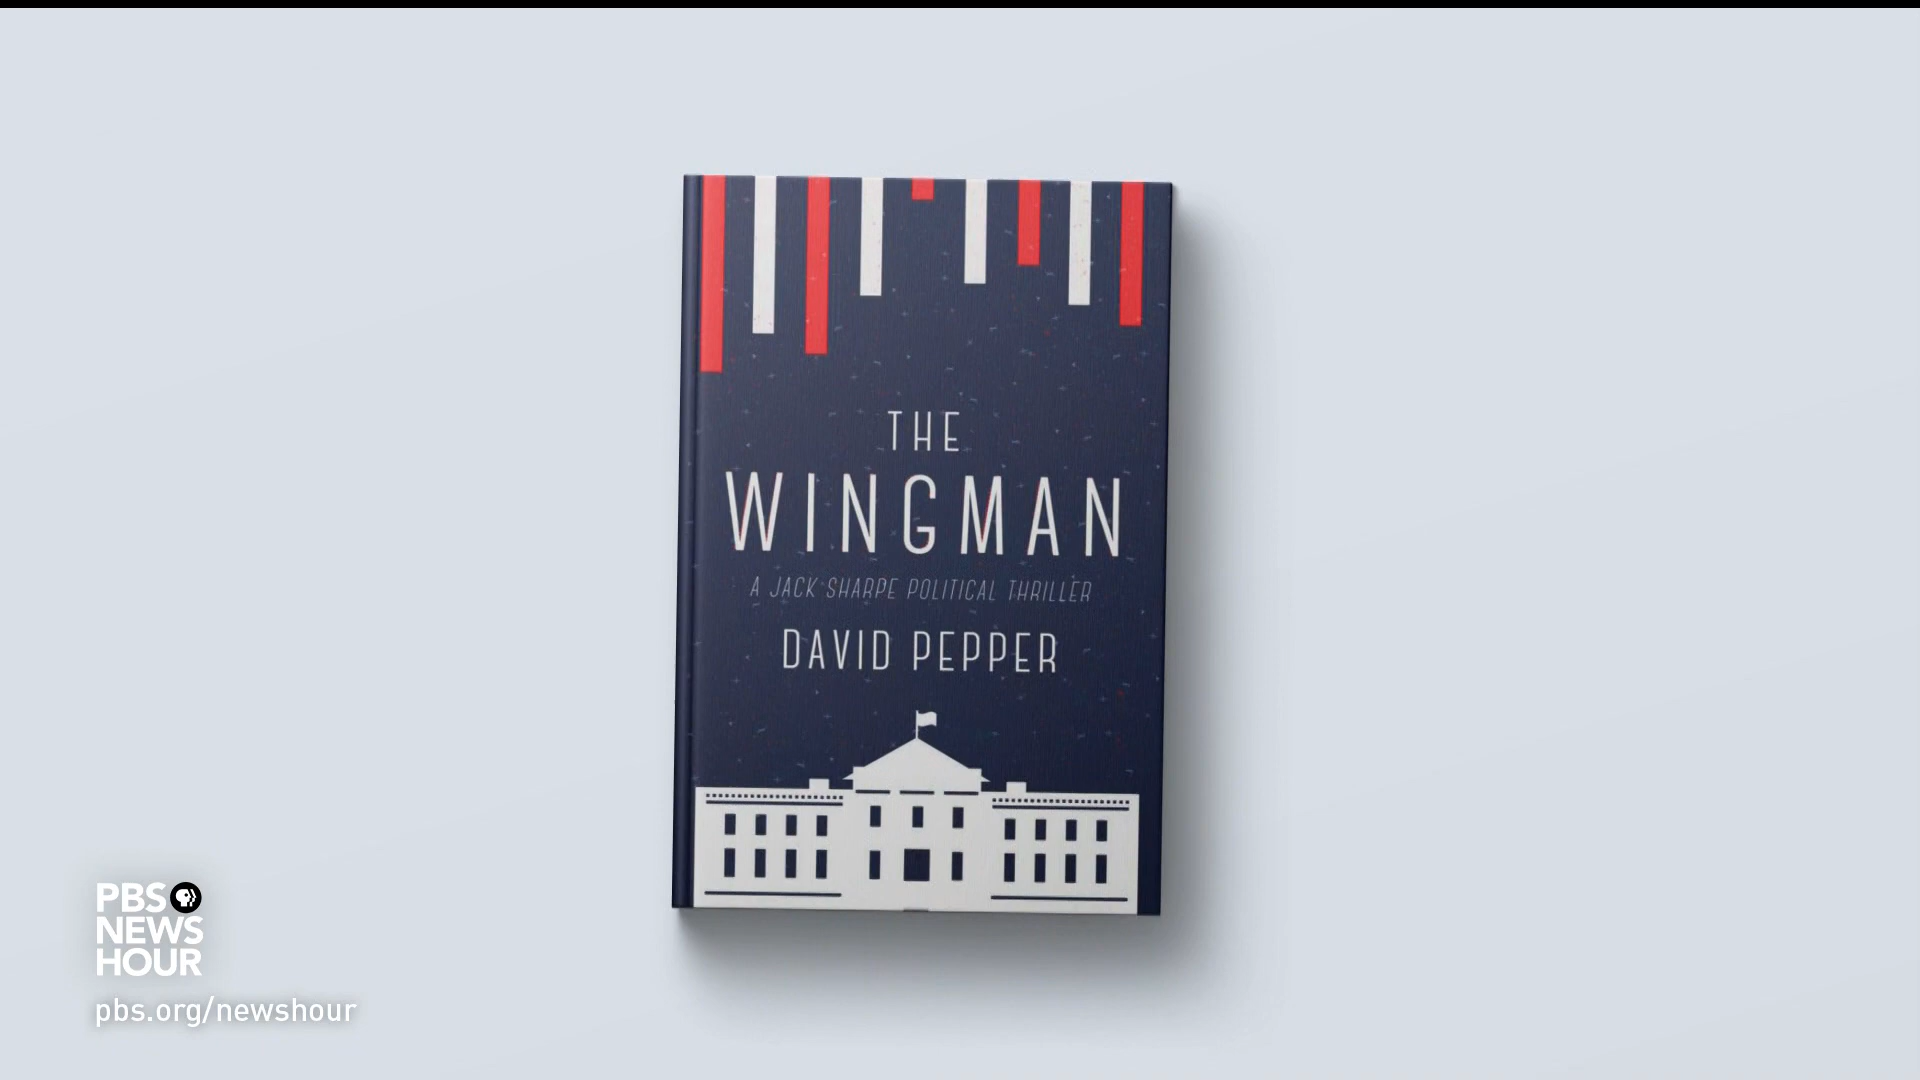 THE
WINGMAN
A JACK SHARPE POLITICAL THRILLER
DAVID PEPPER
PBS
NEWS
HOUR
pbs.org/newshour